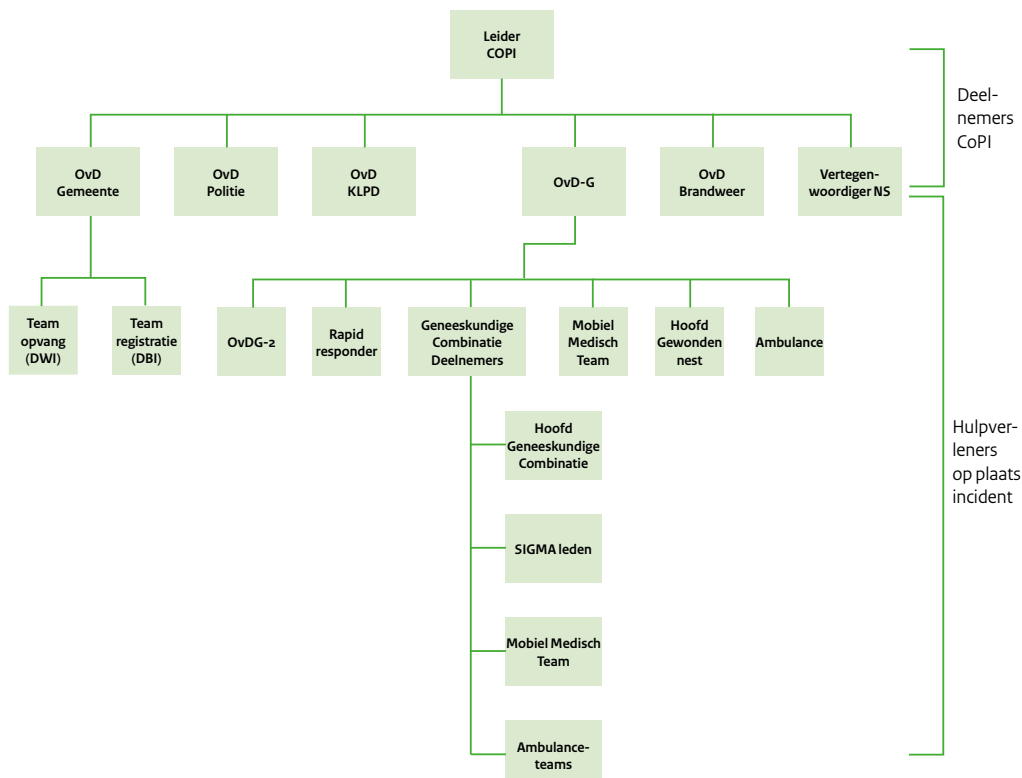 Leider
COPI
Deel-
nemers
CoPI
OvD
Gemeente
OvD
Politie
OvD
KLPD
OvD-G
OvD
Brandweer
Vertegen-
woordiger NS
Team
opvang
(DWI)
Team
registratie
(DBI)
OvDG-2
Rapid
responder
Geneeskundige
Combinatie
Deelnemers
Mobiel
Medisch
Team
Hoofd
Gewonden
nest
Ambulance
Hoofd
Geneeskundige
Combinatie
SIGMA leden
Mobiel Medisch
Team
Ambulance-
teams
Hulpver-
leners
op plaats
incident